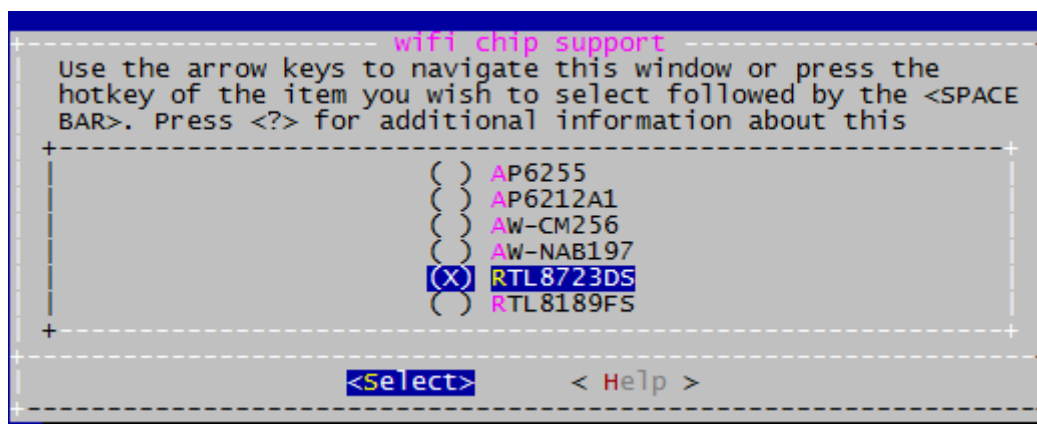 wifi chip support
Use the arrow keys to navigate this window or press the
hotkey of the item you wish to select followed by the <SPACE
BAR>. Press <?> for additional information about this
( ) AP6255
( ) AP6212A1
( ) AW-CM256
( ) AW-NAB197
(X) RTL8723DS
( ) RTL8189FS
<Select> < Help >